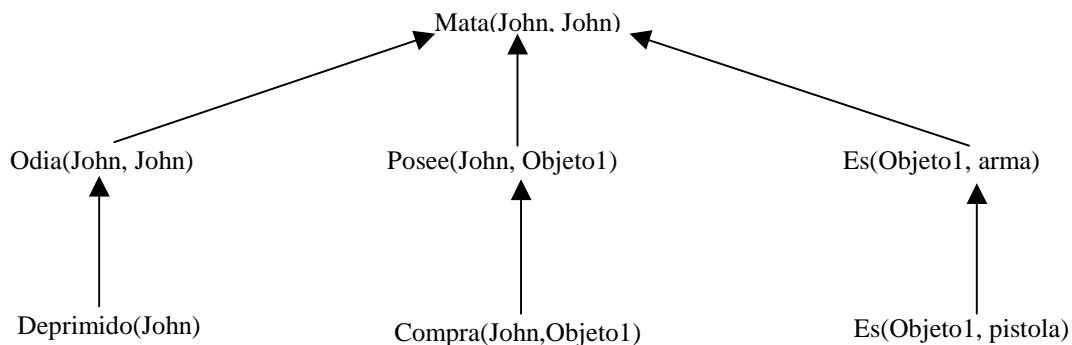 Mata(John, John)
Odia(John, John)
Posee(John, Objeto1)
Es(Objeto1, arma)
Deprimido(John)
Compra(John,Objeto1)
Es(Objeto1, pistola)